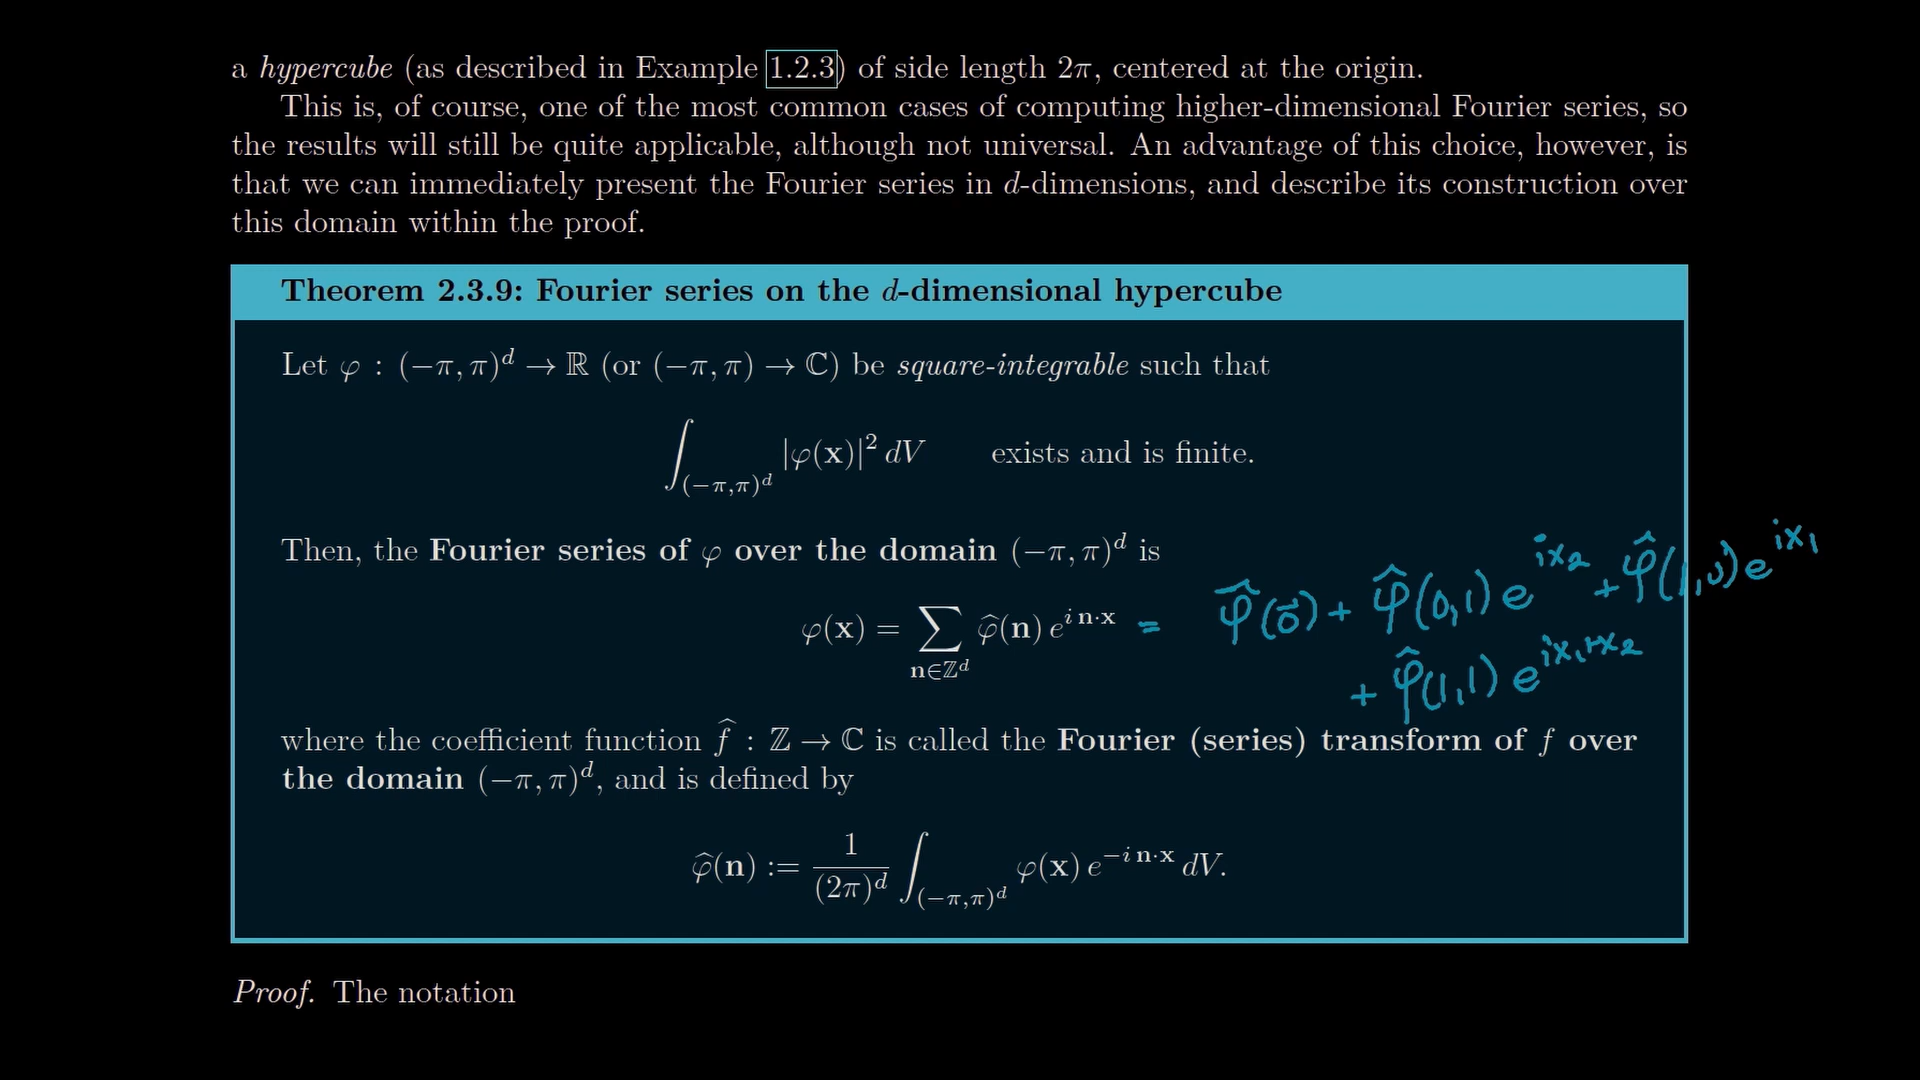 a hypercube (as described in Example 1.2.3) of side length 2π, centered at the origin.
This is, of course, one of the most common cases of computing higher-dimensional Fourier series, so
the results will still be quite applicable, although not universal. An advantage of this choice, however, is
that we can immediately present the Fourier series in d-dimensions, and describe its construction over
this domain within the proof.
Theorem 2.3.9: Fourier series on the d-dimensional hypercube
Let φ : (−π, π)^d → ℝ (or (−π, π) → ℂ) be square-integrable such that
∫_{(−π,π)^d} |φ(x)|² dV exists and is finite.
Then, the Fourier series of φ over the domain (−π, π)^d is
φ(x) = ∑_{n∈ℤ^d} φ̂(n) e^{i n·x} = φ̂(0⃗) + φ̂(0,1) e^{ix₂} + φ̂(1,0) e^{ix₁}
+ φ̂(1,1) e^{ix₁+x₂}
where the coefficient function f̂ : ℤ → ℂ is called the Fourier (series) transform of f over
the domain (−π, π)^d, and is defined by
φ̂(n) := 1/(2π)^d ∫_{(−π,π)^d} φ(x) e^{−i n·x} dV.
Proof. The notation